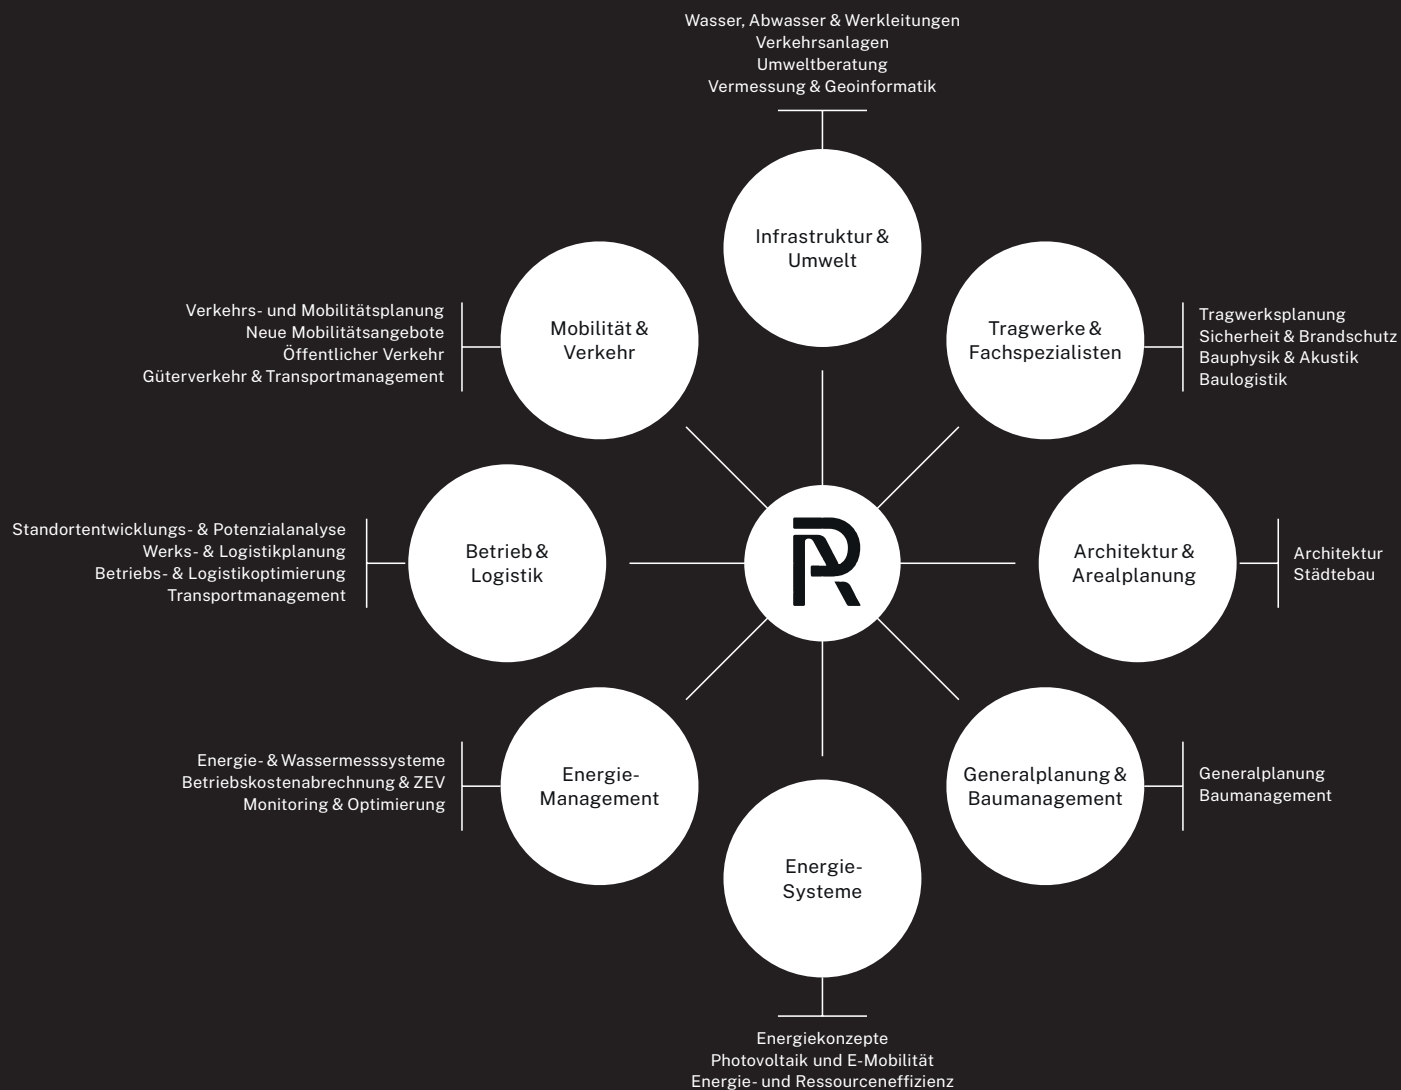 Wasser, Abwasser & Werkleitungen
Verkehrsanlagen
Umweltberatung
Vermessung & Geoinformatik
Infrastruktur &
Umwelt
Verkehrs- und Mobilitätsplanung
Neue Mobilitätsangebote
Öffentlicher Verkehr
Güterverkehr & Transportmanagement
Mobilität &
Verkehr
Tragwerke &
Fachspezialisten
Tragwerksplanung
Sicherheit & Brandschutz
Bauphysik & Akustik
Baulogistik
Standortentwicklungs- & Potenzialanalyse
Werks- & Logistikplanung
Betriebs- & Logistikoptimierung
Transportmanagement
Betrieb &
Logistik
Architektur &
Arealplanung
Architektur
Städtebau
Energie- & Wassermesssysteme
Betriebskostenabrechnung & ZEV
Monitoring & Optimierung
Energie-
Management
Generalplanung &
Baumanagement
Generalplanung
Baumanagement
Energie-
Systeme
Energiekonzepte
Photovoltaik und E-Mobilität
Energie- und Ressourceneffizienz